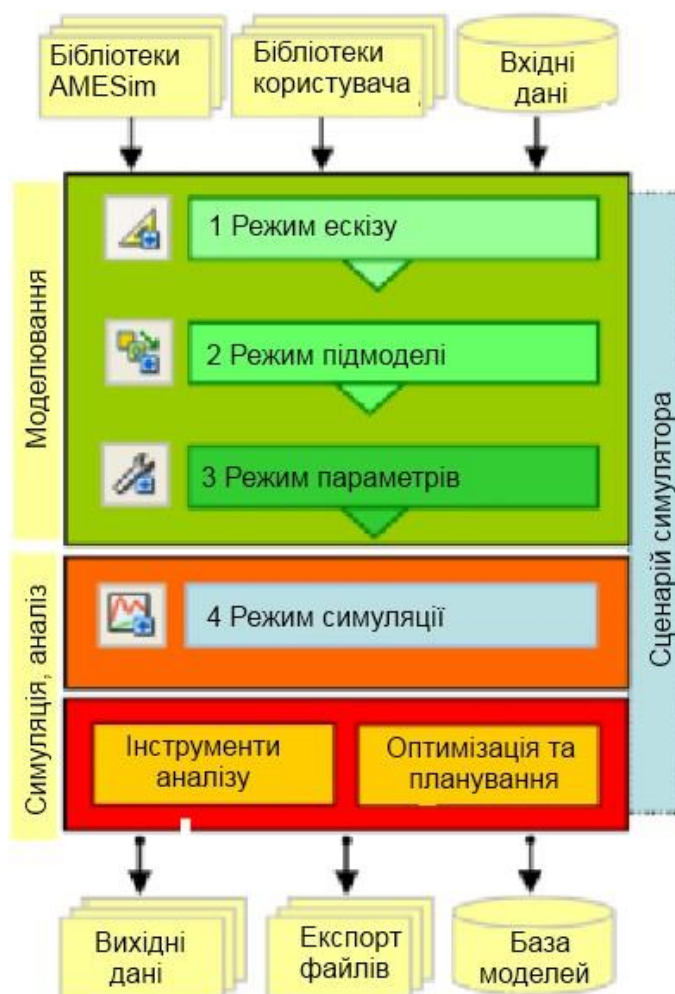 Бібліотеки
AMESim
Бібліотеки
користувача
Вхідні
дані
Моделювання
1 Режим ескізу
2 Режим підмоделі
3 Режим параметрів
Сценарій симулятора
Симуляція, аналіз
4 Режим симуляції
Інструменти
аналізу
Оптимізація та
планування
Вихідні
дані
Експорт
файлів
База
моделей